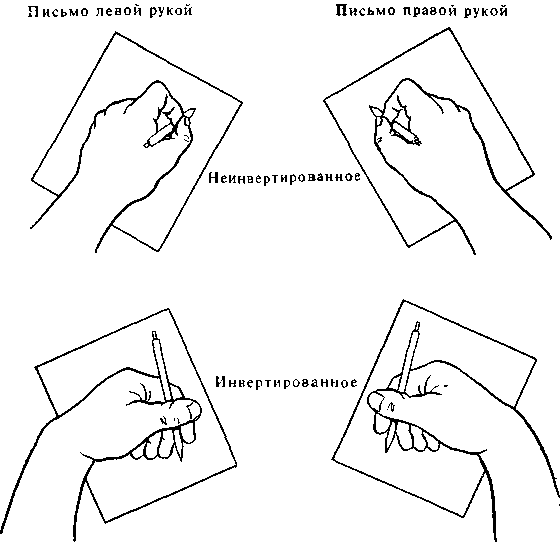 Письмо левой рукой
Письмо правой рукой
Неинвертированное
Инвертированное